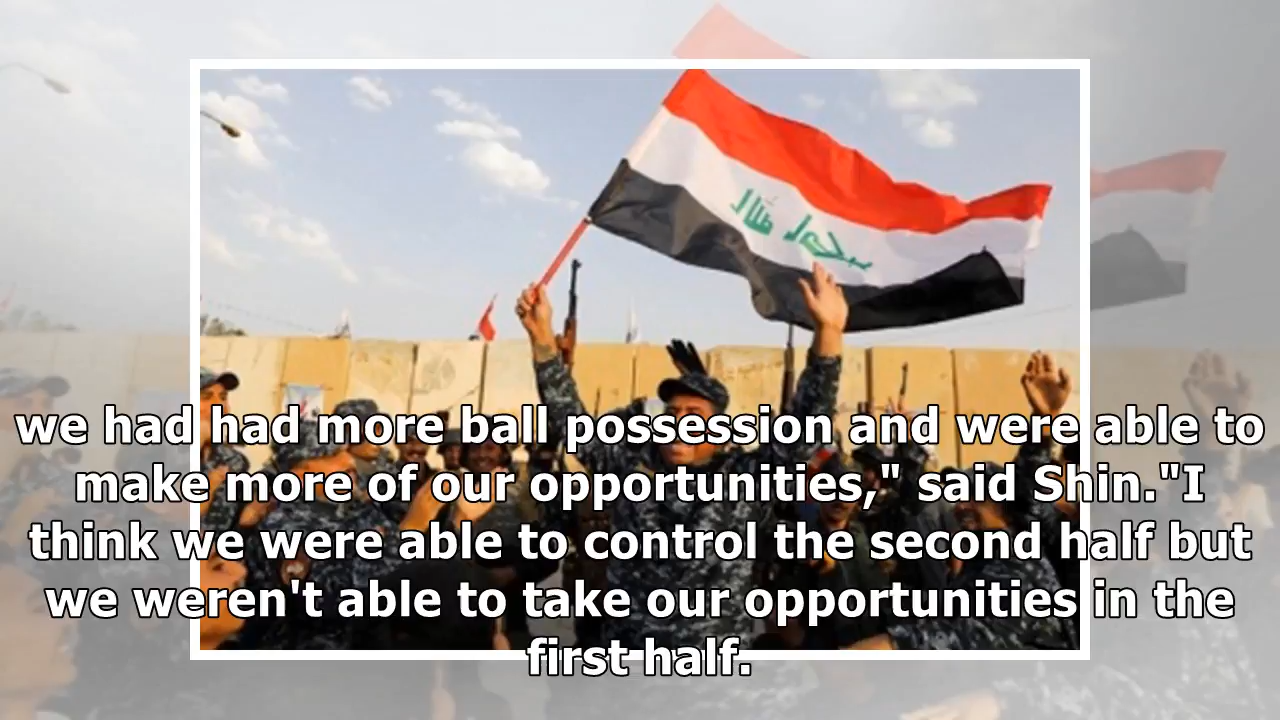 الله اكبر
we had had more ball possession and were able to
make more of our opportunities," said Shin."I
think we were able to control the second half but
we weren't able to take our opportunities in the
first half.